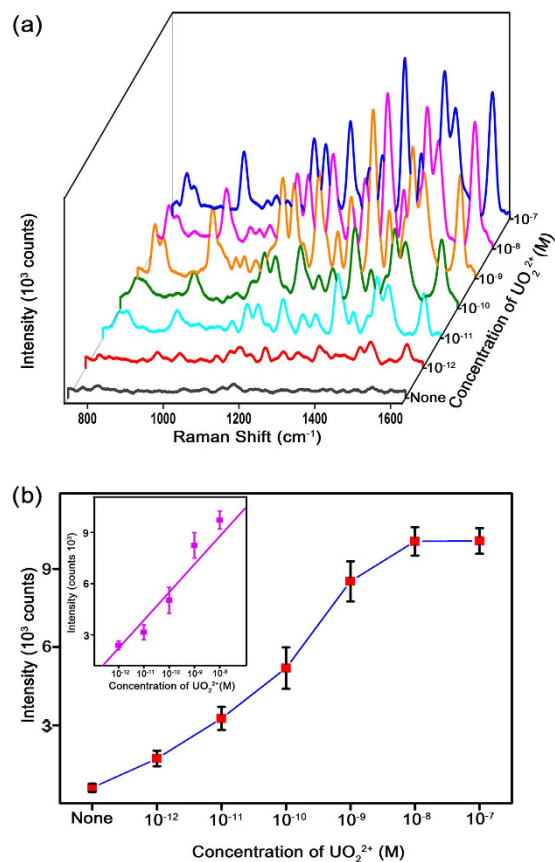 (a)
Intensity (10³ counts)
800 1000 1200 1400 1600
Raman Shift (cm⁻¹)
10⁻⁷
10⁻⁸
10⁻⁹
10⁻¹⁰
10⁻¹¹
10⁻¹²
None
Concentration of UO₂²⁺ (M)
(b)
Intensity (10³ counts)
9
6
3
None 10⁻¹² 10⁻¹¹ 10⁻¹⁰ 10⁻⁹ 10⁻⁸ 10⁻⁷
Concentration of UO₂²⁺ (M)
Intensity (counts 10³)
9
6
3
10⁻¹² 10⁻¹¹ 10⁻¹⁰ 10⁻⁹ 10⁻⁸
Concentration of UO₂²⁺(M)